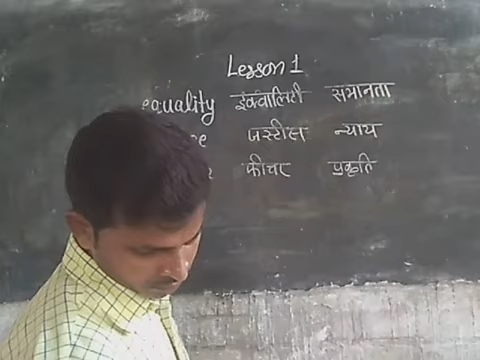 Lesson 1
equality इक्वालिटी समानता
जस्टीस न्याय
फीचर प्रकृति